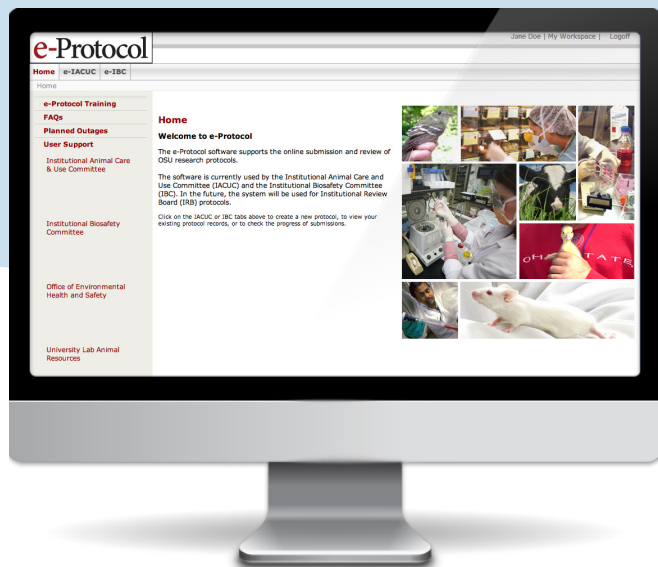 Jane Doe | My Workspace | Logoff
e-Protocol
Home e-IACUC e-IBC
Home
e-Protocol Training
FAQs
Planned Outages
User Support
Institutional Animal Care
& Use Committee
Institutional Biosafety
Committee
Office of Environmental
Health and Safety
University Lab Animal
Resources
Home
Welcome to e-Protocol
The e-Protocol software supports the online submission and review of
OSU research protocols.
The software is currently used by the Institutional Animal Care and
Use Committee (IACUC) and the Institutional Biosafety Committee
(IBC). In the future, the system will be used for Institutional Review
Board (IRB) protocols.
Click on the IACUC or IBC tabs above to create a new protocol, to view your
existing protocol records, or to check the progress of submissions.